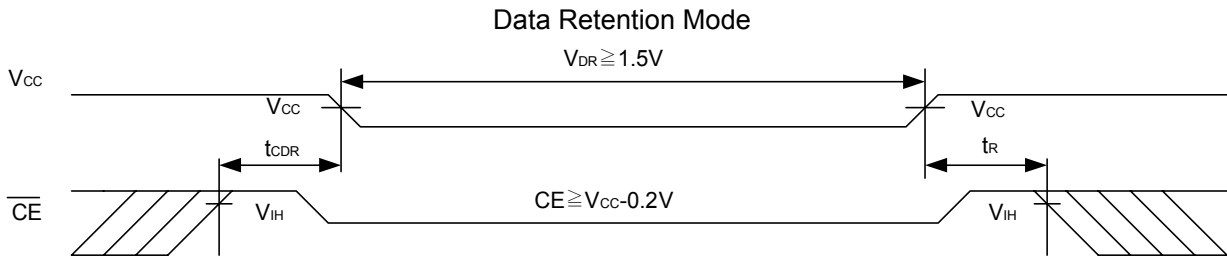 Data Retention Mode
VDR≧1.5V
VCC
VCC
VCC
tCDR
tR
CE
CE≧VCC-0.2V
VIH
VIH